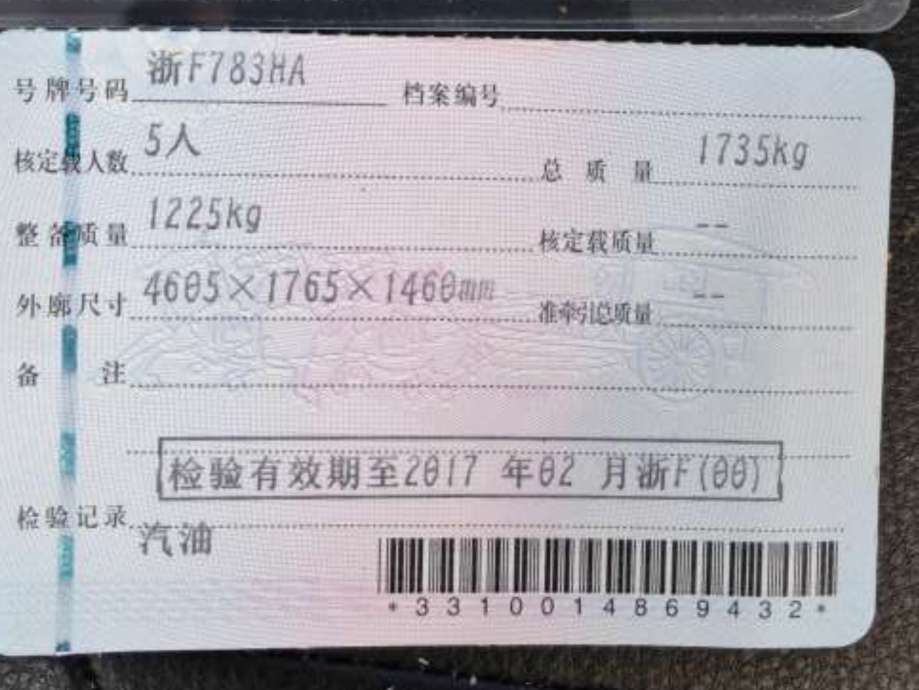 号牌号码 浙F783HA 档案编号
核定载人数 5人 总质量 1735kg
整备质量 1225kg 核定载质量 --
外廓尺寸 4605×1765×1460mm 准牵引总质量 --
备注
检验有效期至2017 年02 月浙F(00)
检验记录
汽油
*3310014869432*